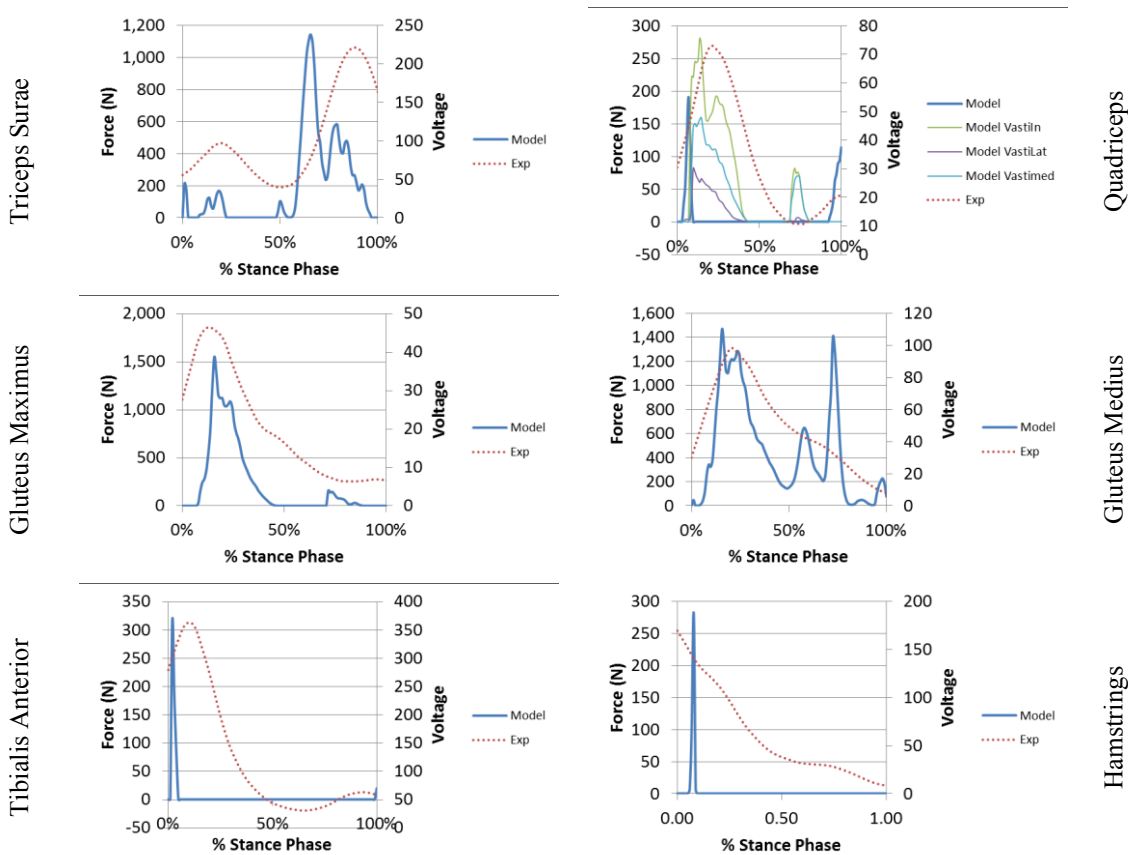 Triceps Surae
Force (N)
1,200
1,000
800
600
400
200
0
0%
50%
100%
% Stance Phase
250
200
150
100
50
0
Voltage
Model
Exp
Force (N)
300
250
200
150
100
50
0
-50
0%
50%
100%
% Stance Phase
80
70
60
50
40
30
20
10
0
Voltage
Model
Model VastiIn
Model VastiLat
Model Vastimed
Exp
Quadriceps
Gluteus Maximus
Force (N)
2,000
1,500
1,000
500
0
0%
50%
100%
% Stance Phase
50
40
30
20
10
0
Voltage
Model
Exp
Force (N)
1,600
1,400
1,200
1,000
800
600
400
200
0
0%
50%
100%
% Stance Phase
120
100
80
60
40
20
0
Voltage
Model
Exp
Gluteus Medius
Tibialis Anterior
Force (N)
350
300
250
200
150
100
50
0
-50
0%
50%
100%
% Stance Phase
400
350
300
250
200
150
100
50
0
Voltage
Model
Exp
Force (N)
300
250
200
150
100
50
0
0.00
0.50
1.00
% Stance Phase
200
150
100
50
0
Voltage
Model
Exp
Hamstrings